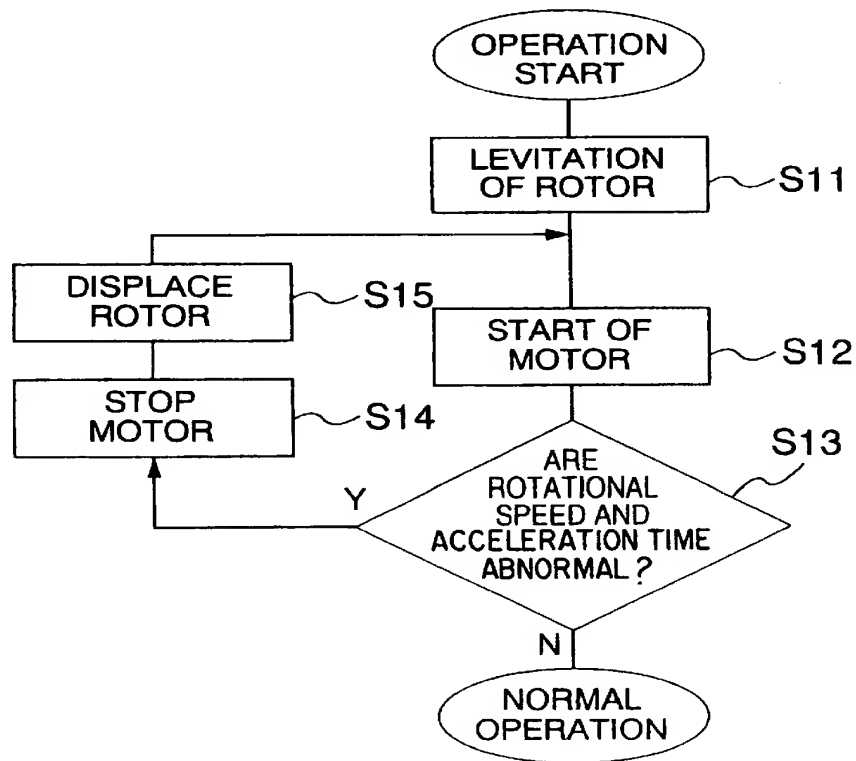 OPERATION
START
LEVITATION
OF ROTOR
S11
DISPLACE
ROTOR
S15
START OF
MOTOR
S12
STOP
MOTOR
S14
ARE
ROTATIONAL
SPEED AND
ACCELERATION TIME
ABNORMAL?
S13
Y
N
NORMAL
OPERATION